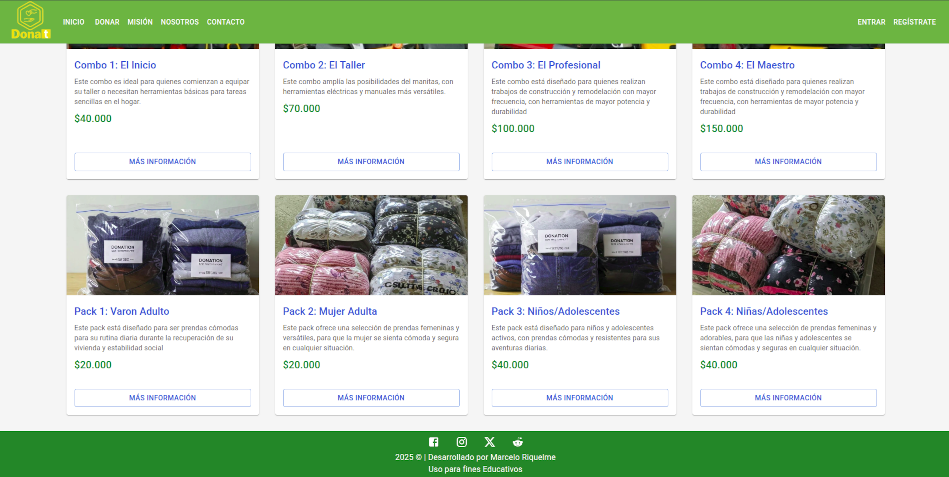 Donat
INICIO DONAR MISIÓN NOSOTROS CONTACTO
ENTRAR REGÍSTRATE
Combo 1: El Inicio
Este combo es ideal para quienes comienzan a equipar
su taller o necesitan herramientas básicas para tareas
sencillas en el hogar.
$40.000
MÁS INFORMACIÓN
Combo 2: El Taller
Este combo amplía las posibilidades del manitas, con
herramientas eléctricas y manuales más versátiles.
$70.000
MÁS INFORMACIÓN
Combo 3: El Profesional
Este combo está diseñado para quienes realizan
trabajos de construcción y remodelación con mayor
frecuencia, con herramientas de mayor potencia y
durabilidad
$100.000
MÁS INFORMACIÓN
Combo 4: El Maestro
Este combo está diseñado para quienes realizan
trabajos de construcción y remodelación con mayor
frecuencia, con herramientas de mayor potencia y
durabilidad
$150.000
MÁS INFORMACIÓN
DONATION
DONATION
Pack 1: Varon Adulto
Este pack está diseñado para ser prendas cómodas
para su rutina diaria durante la recuperación de su
vivienda y estabilidad social
$20.000
MÁS INFORMACIÓN
Pack 2: Mujer Adulta
Este pack ofrece una selección de prendas femeninas y
versátiles, para que la mujer se sienta cómoda y segura
en cualquier situación.
$20.000
MÁS INFORMACIÓN
DONATION
DONATION
Pack 3: Niños/Adolescentes
Este pack está diseñado para niños y adolescentes
activos, con prendas cómodas y resistentes para sus
aventuras diarias.
$40.000
MÁS INFORMACIÓN
Pack 4: Niñas/Adolescentes
Este pack ofrece una selección de prendas femeninas y
adorables, para que las niñas y adolescentes se
sientan cómodas y seguras en cualquier situación.
$40.000
MÁS INFORMACIÓN
2025 © | Desarrollado por Marcelo Riquelme
Uso para fines Educativos